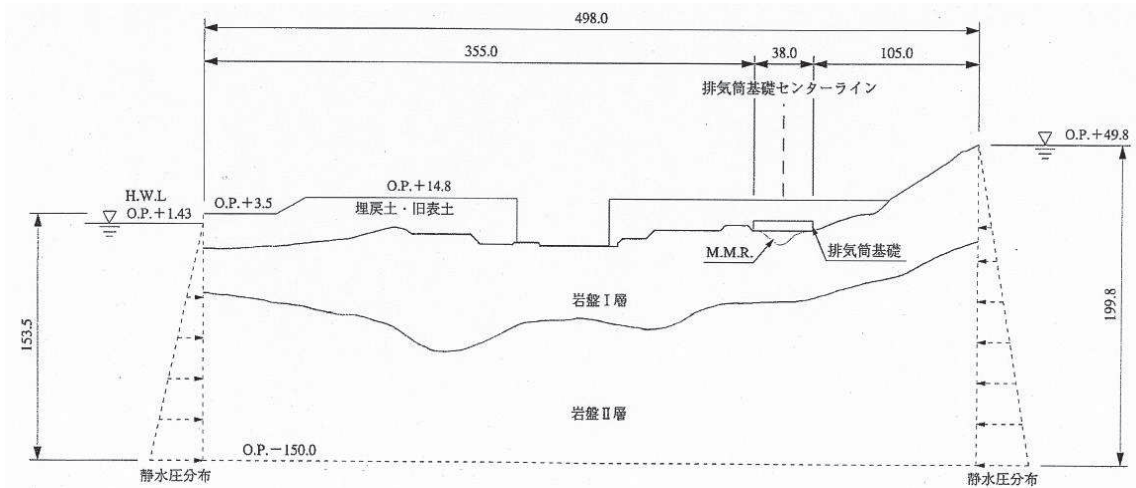 498.0
355.0
38.0
105.0
排気筒基礎センターライン
O.P.+49.8
H.W.L
O.P.+1.43
O.P.+3.5
O.P.+14.8
埋戻土・旧表土
M.M.R.
排気筒基礎
岩盤Ⅰ層
153.5
199.8
岩盤Ⅱ層
O.P.-150.0
静水圧分布
静水圧分布